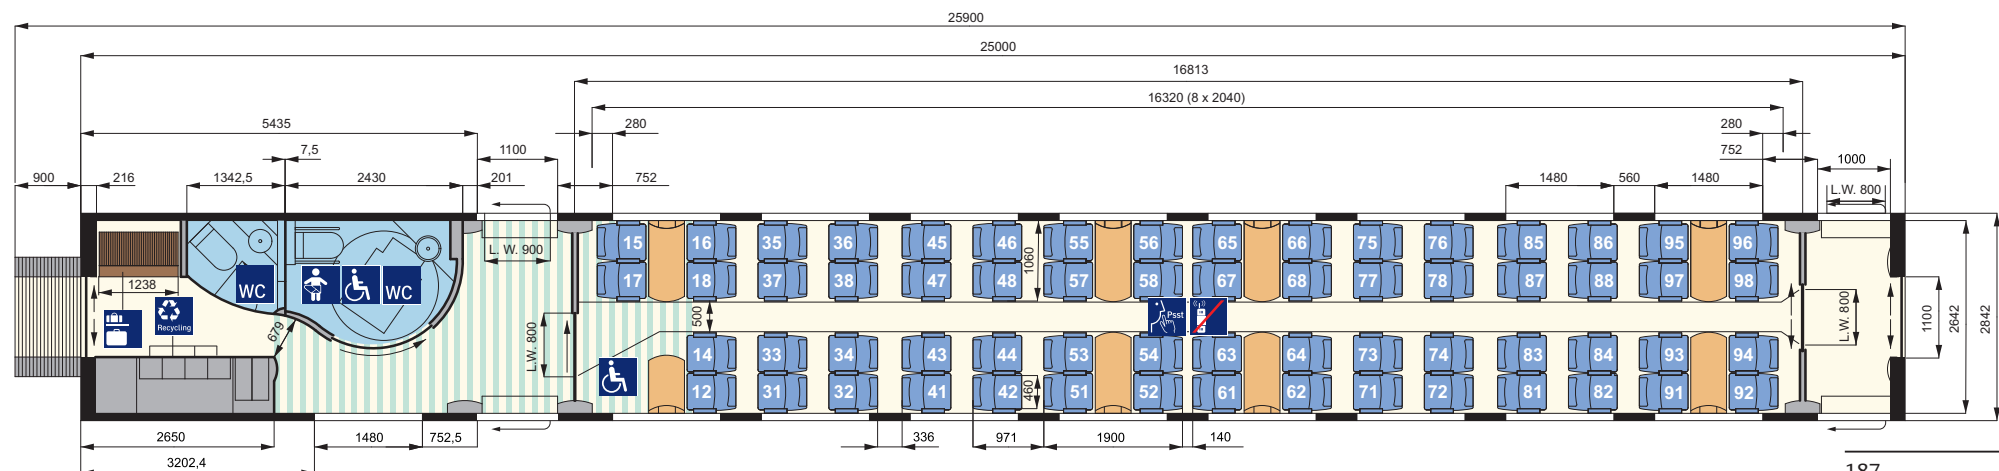 25900
25000
16813
16320 (8 x 2040)
5435 280 280
1100 7,5 752 1000
900 216 1342,5 2430 201 752 1480 560 1480 L.W. 800
15 16 35 36 45 46 55 56 65 66 75 76 85 86 95 96
L. W. 900 1060
17 18 37 38 47 48 57 58 67 68 77 78 87 88 97 98
WC WC
1238
Recycling
679
L.W. 800 500 Psst L.W. 800 1100 2642 2842
14 33 34 43 44 53 54 63 64 73 74 83 84 93 94
12 31 32 41 42 460 51 52 61 62 71 72 81 82 91 92
2650 1480 752,5 336 971 1900 140
3202,4
187